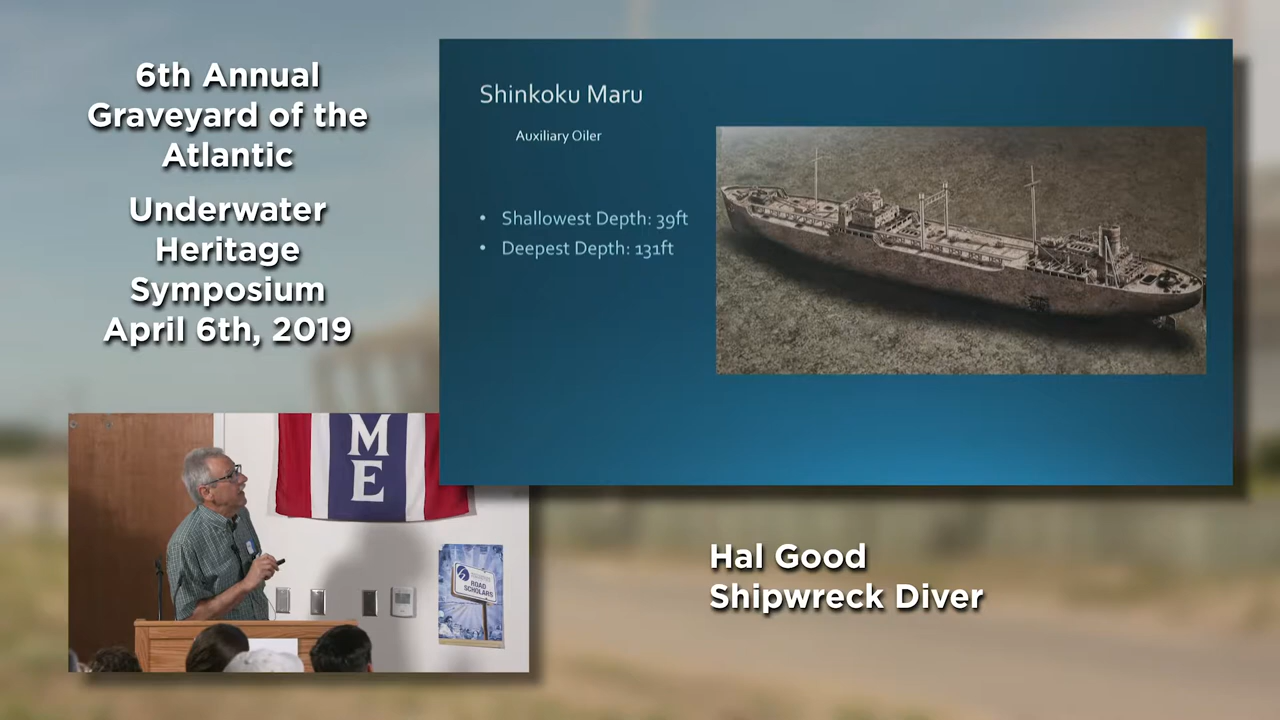 6th Annual
Graveyard of the
Atlantic
Underwater
Heritage
Symposium
April 6th, 2019
Shinkoku Maru
Auxiliary Oiler
• Shallowest Depth: 39ft
• Deepest Depth: 131ft
ME
ROAD
SCHOLARS
Hal Good
Shipwreck Diver